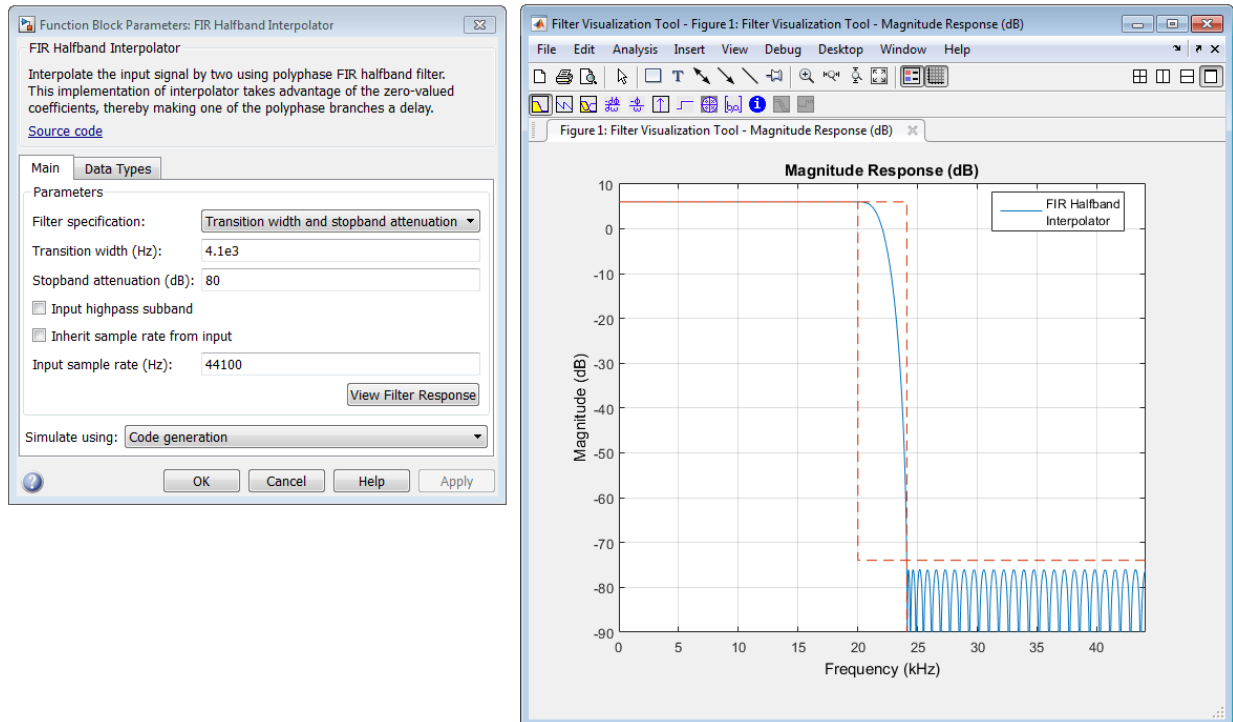 Function Block Parameters: FIR Halfband Interpolator
FIR Halfband Interpolator
Interpolate the input signal by two using polyphase FIR halfband filter.
This implementation of interpolator takes advantage of the zero-valued
coefficients, thereby making one of the polyphase branches a delay.
Source code
Main Data Types
Parameters
Filter specification: Transition width and stopband attenuation
Transition width (Hz): 4.1e3
Stopband attenuation (dB): 80
Input highpass subband
Inherit sample rate from input
Input sample rate (Hz): 44100
View Filter Response
Simulate using: Code generation
OK Cancel Help Apply
Filter Visualization Tool - Figure 1: Filter Visualization Tool - Magnitude Response (dB)
File Edit Analysis Insert View Debug Desktop Window Help
Figure 1: Filter Visualization Tool - Magnitude Response (dB)
Magnitude Response (dB)
FIR Halfband
Interpolator
Magnitude (dB)
10
0
-10
-20
-30
-40
-50
-60
-70
-80
-90
0 5 10 15 20 25 30 35 40
Frequency (kHz)